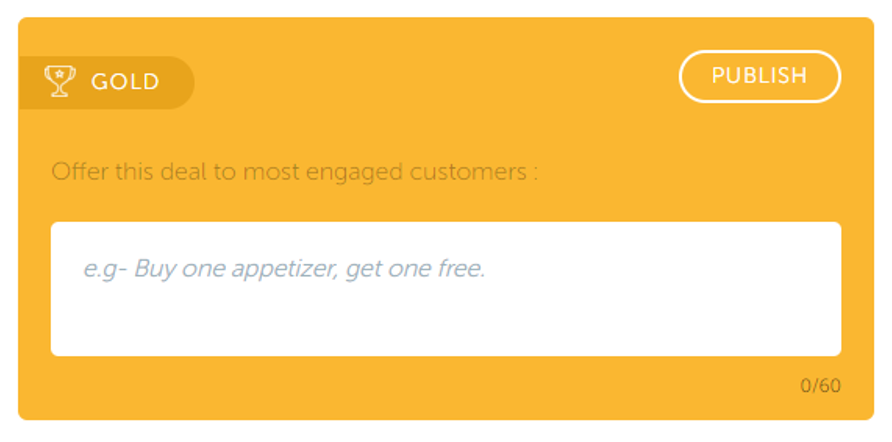 GOLD
PUBLISH
Offer this deal to most engaged customers :
e.g- Buy one appetizer, get one free.
0/60